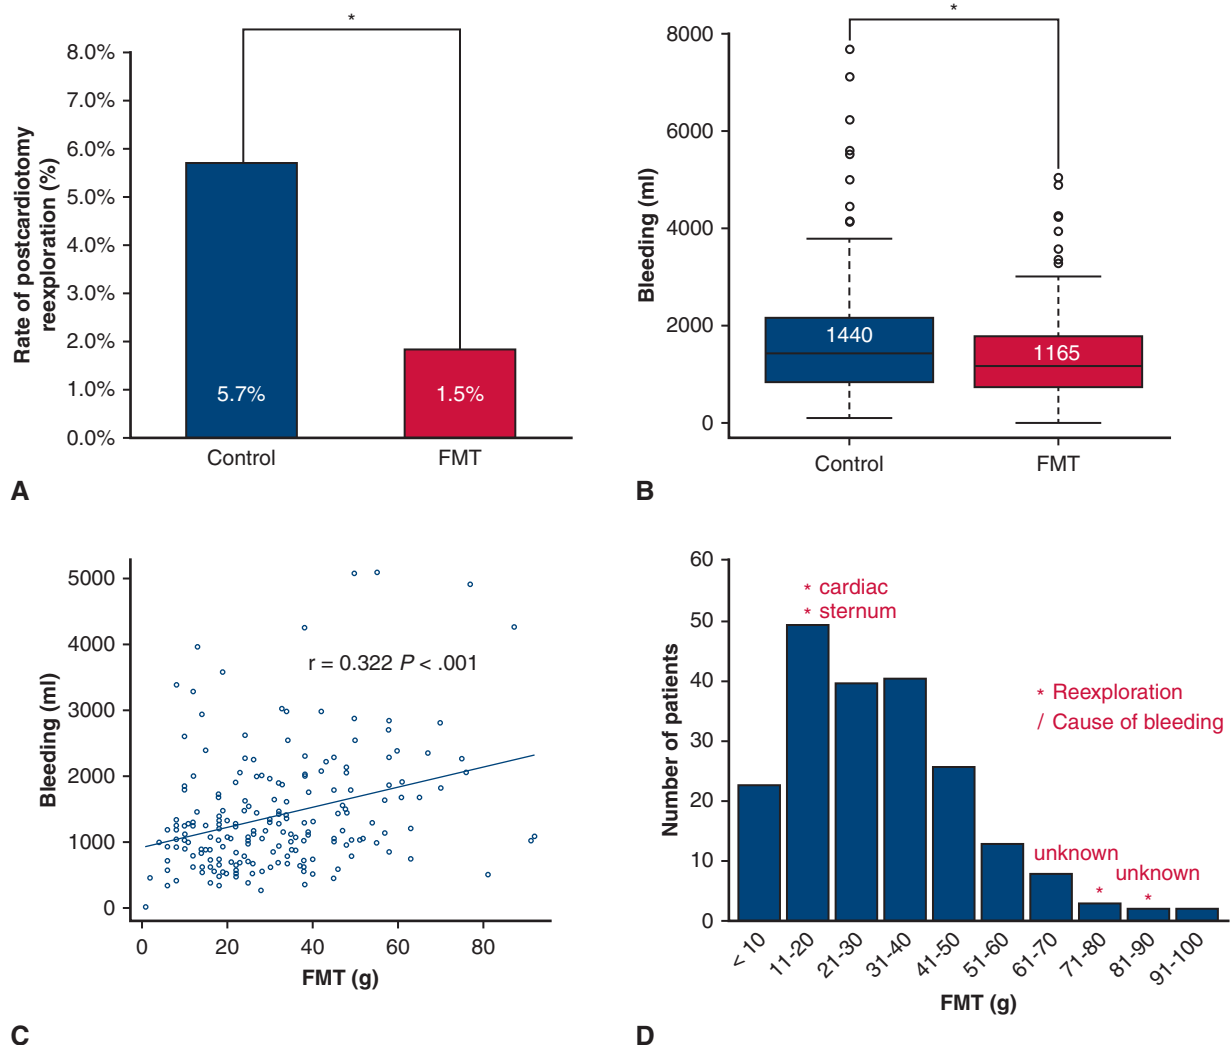 *
8.0%
7.0%
6.0%
5.0%
4.0%
3.0%
2.0%
1.0%
0.0%
Rate of postcardiotomy
reexploration (%)
5.7%
1.5%
Control
FMT
A
*
8000
6000
4000
2000
0
Bleeding (ml)
1440
1165
Control
FMT
B
5000
4000
3000
2000
1000
0
Bleeding (ml)
r = 0.322 P < .001
0
20
40
60
80
FMT (g)
C
60
50
40
30
20
10
0
Number of patients
* cardiac
* sternum
* Reexploration
/ Cause of bleeding
unknown
*
unknown
*
< 10
11-20
21-30
31-40
41-50
51-60
61-70
71-80
81-90
91-100
FMT (g)
D